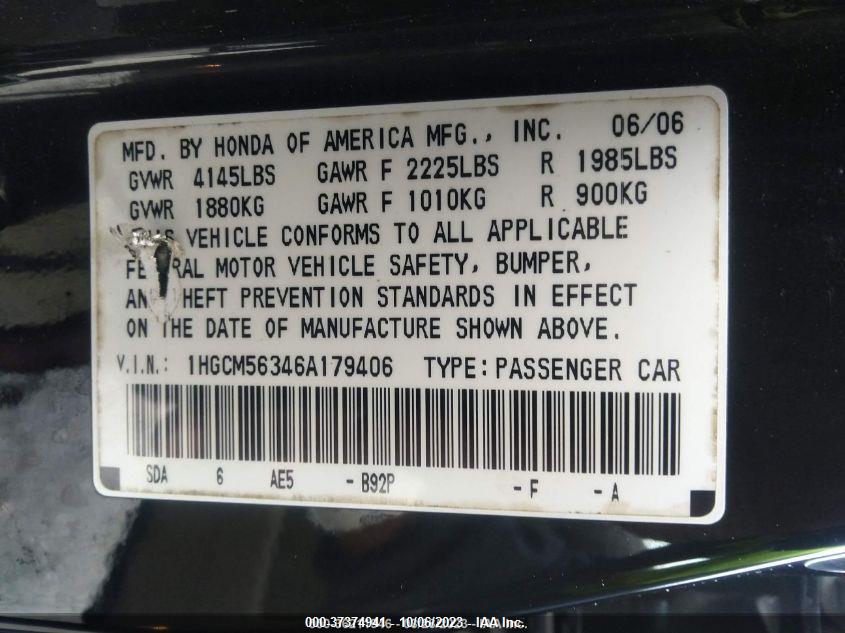 MFD. BY HONDA OF AMERICA MFG., INC. 06/06
GVWR 4145LBS GAWR F 2225LBS R 1985LBS
GVWR 1880KG GAWR F 1010KG R 900KG
VEHICLE CONFORMS TO ALL APPLICABLE
MOTOR VEHICLE SAFETY, BUMPER,
PREVENTION STANDARDS IN EFFECT
ON THE DATE OF MANUFACTURE SHOWN ABOVE.
V.I.N.: 1HGCM56346A179406 TYPE: PASSENGER CAR
SDA 6 AE5 - B92P - F - A
000-37374941 - 10/06/2023 - IAA Inc.